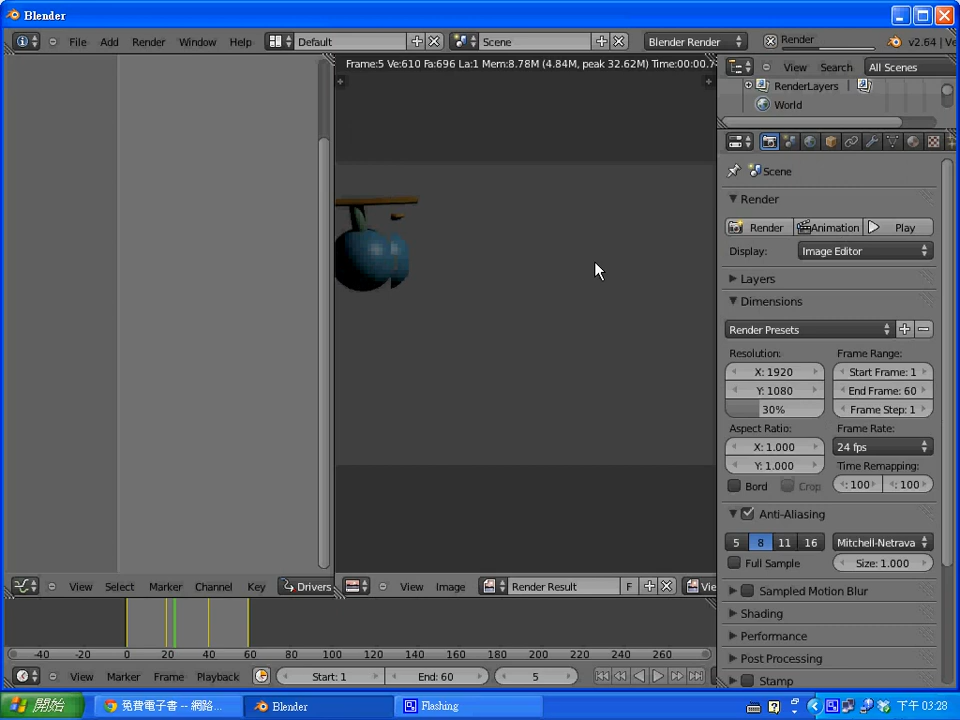 Blender
File Add Render Window Help Default Scene Blender Render Render v2.64 | Ve
Frame:5 Ve:610 Fa:696 La:1 Mem:8.78M (4.84M, peak 32.62M) Time:00:00.7
View Search All Scenes
RenderLayers
World
Scene
Render
Render Animation Play
Display: Image Editor
Layers
Dimensions
Render Presets
Resolution: Frame Range:
X: 1920 Start Frame: 1
Y: 1080 End Frame: 60
30% Frame Step: 1
Aspect Ratio: Frame Rate:
X: 1.000 24 fps
Y: 1.000 Time Remapping:
Bord Crop : 100 : 100
Anti-Aliasing
5 8 11 16 Mitchell-Netrava
Full Sample Size: 1.000
Sampled Motion Blur
Shading
Performance
Post Processing
Stamp
View Select Marker Channel Key Drivers View Image Render Result F Vie
-40 -20 0 20 40 60 80 100 120 140 160 180 200 220 240 260
View Marker Frame Playback Start: 1 End: 60 5
開始 免費電子書 -- 網路... Blender Flashing 下午 03:28